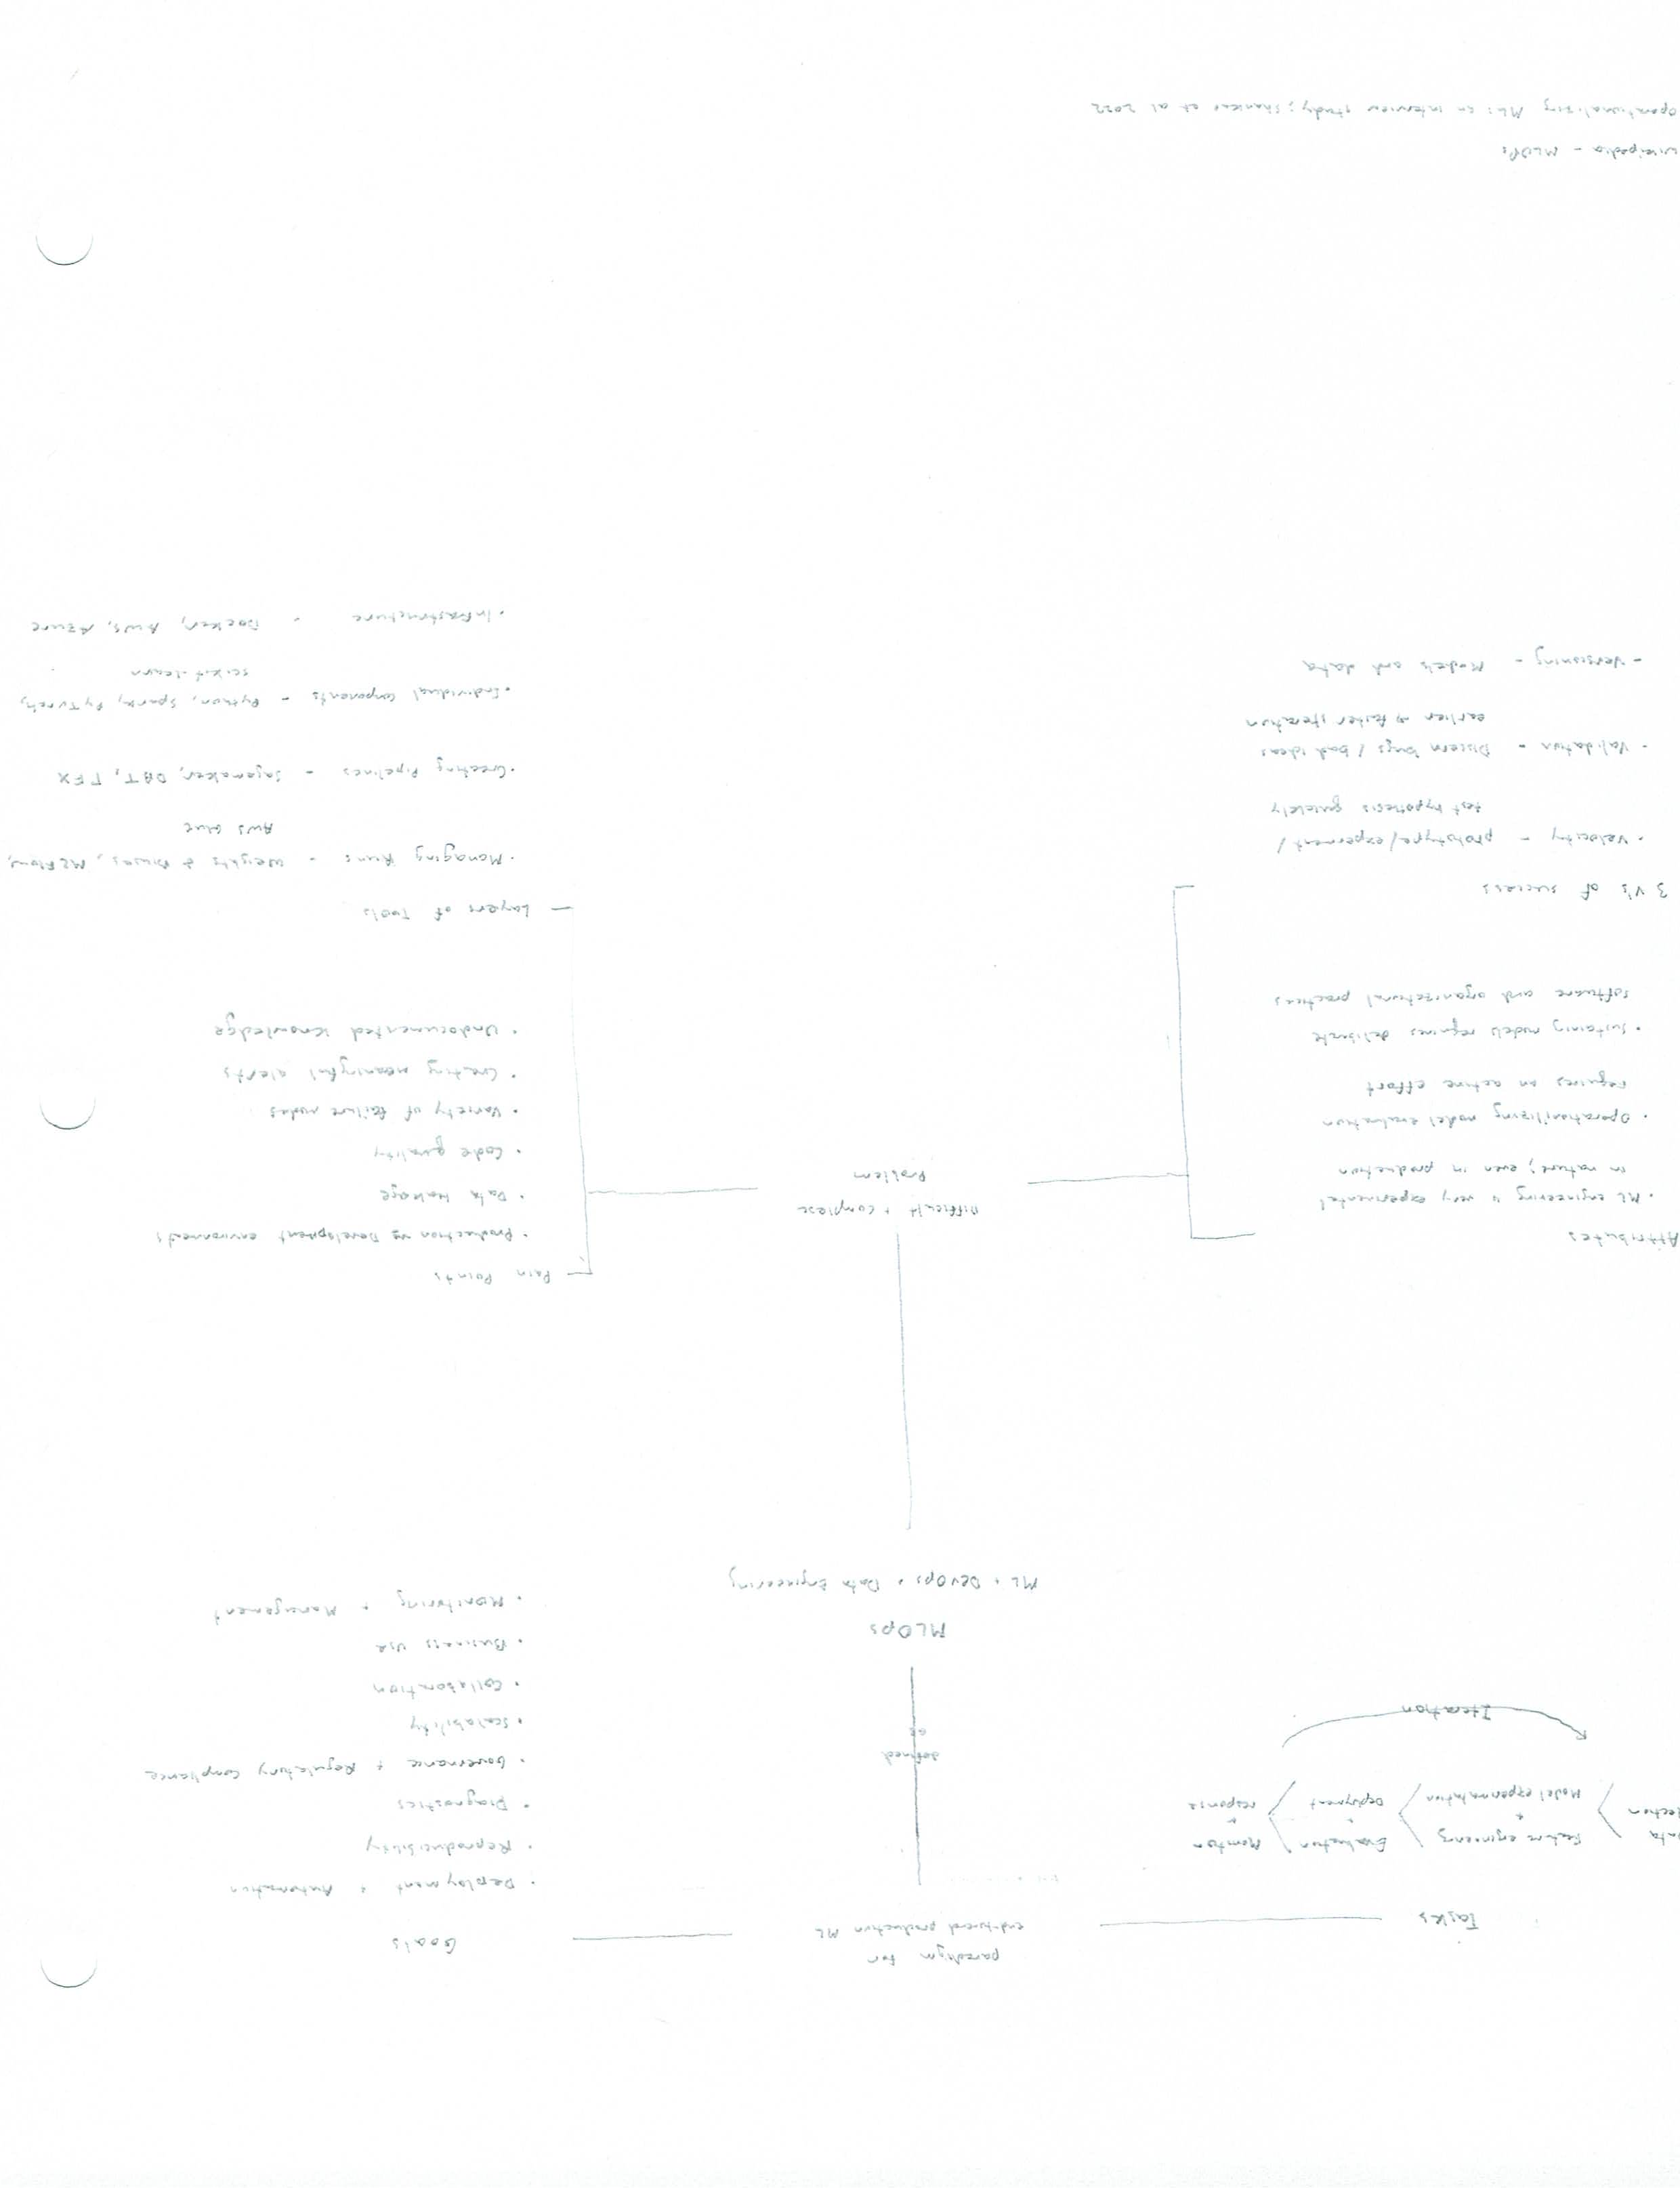 paradigm for
end-to-end production ML
Tasks
ata
lection
Feature engineering
+
Model experimentation
Evaluation
+
Deployment
Monitor
+
response
Iteration
Goals
• Deployment + Automation
• Reproducibility
• Diagnostics
• Governance + Regulatory Compliance
• Scalability
• Collaboration
• Business Use
• Monitoring + Management
defined
as
MLOps
ML + DevOps + Data Engineering
Difficult + Complex
Problem
Attributes
• ML engineering is very experimental
in nature; even in production
• Operationilizing model evaluation
requires an active effort
• Sustaining models requires deliberate
software and organizational practices
3 V's of success
• Velocity - prototype/experiment/
test hypothesis quickly
- Validation - Discern bugs / bad ideas
earlier → faster iteration
- Versioning - Models and data
Pain Points
• Production vs Development environments
• Data leakage
• Code quality
• Variety of failure modes
• Creating meaningful alerts
• Undocumented Knowledge
Layers of Tools
• Managing Runs - Weights & Biases, MLFlow,
AWS Glue
• Creating Pipelines - Sagemaker, DBT, TFX
• Individual Components - Python, Spark, PyTorch,
scikit-learn
• Infrastructure - Docker, AWS, Azure
Wikipedia - MLOPs
Operationalizing ML: an interview study; Shankar et al 2022